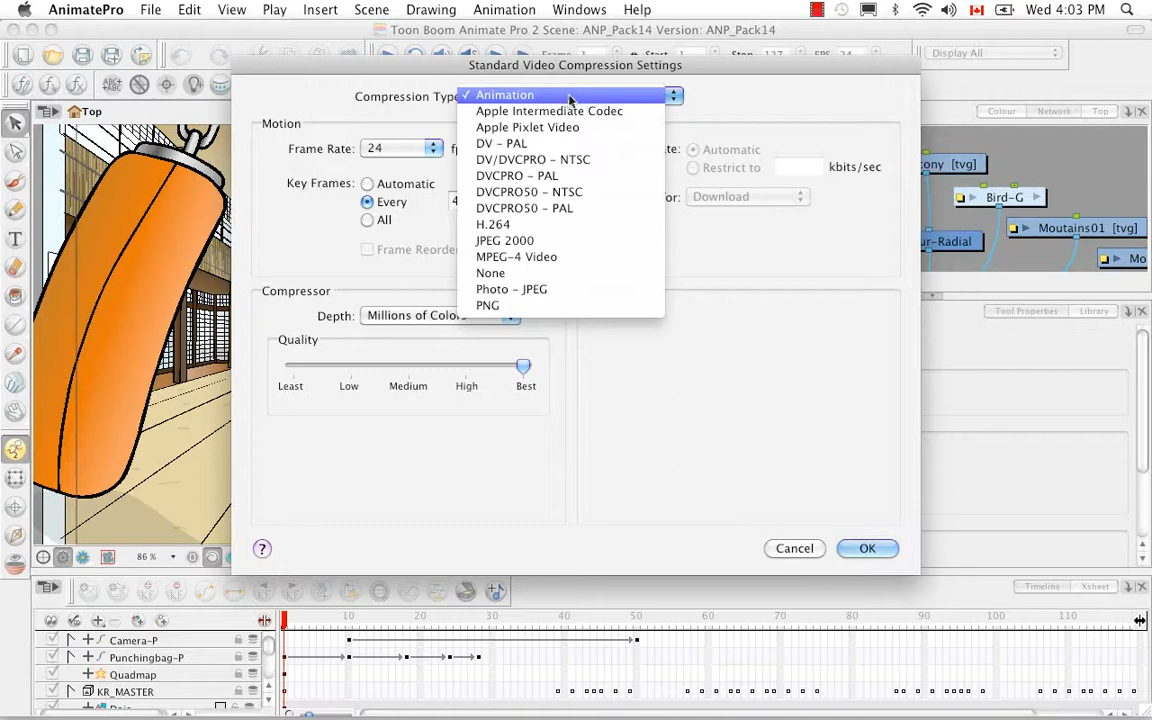 AnimatePro File Edit View Play Insert Scene Drawing Animation Windows Help Wed 4:03 PM
Toon Boom Animate Pro 2 Scene: ANP_Pack14 Version: ANP_Pack14
Display All
Standard Video Compression Settings
Top
Colour Network Top
Compression Type
✓ Animation
Apple Intermediate Codec
Apple Pixlet Video
DV – PAL
DV/DVCPRO – NTSC
DVCPRO – PAL
DVCPRO50 – NTSC
DVCPRO50 – PAL
H.264
JPEG 2000
MPEG-4 Video
None
Photo – JPEG
PNG
Motion
Frame Rate: 24
Key Frames: Automatic
Every
All
Frame Reorder
Automatic
Restrict to kbits/sec
Download
[tvg]
Bird-G
Moutains01 [tvg]
ur-Radial
Mo
Compressor
Depth: Millions of Colors
Quality
Least Low Medium High Best
Tool Properties Library
? Cancel OK
86 %
Timeline Xsheet
10 20 30 40 50 60 70 80 90 100 110
Camera-P
Punchingbag-P
Quadmap
KR_MASTER